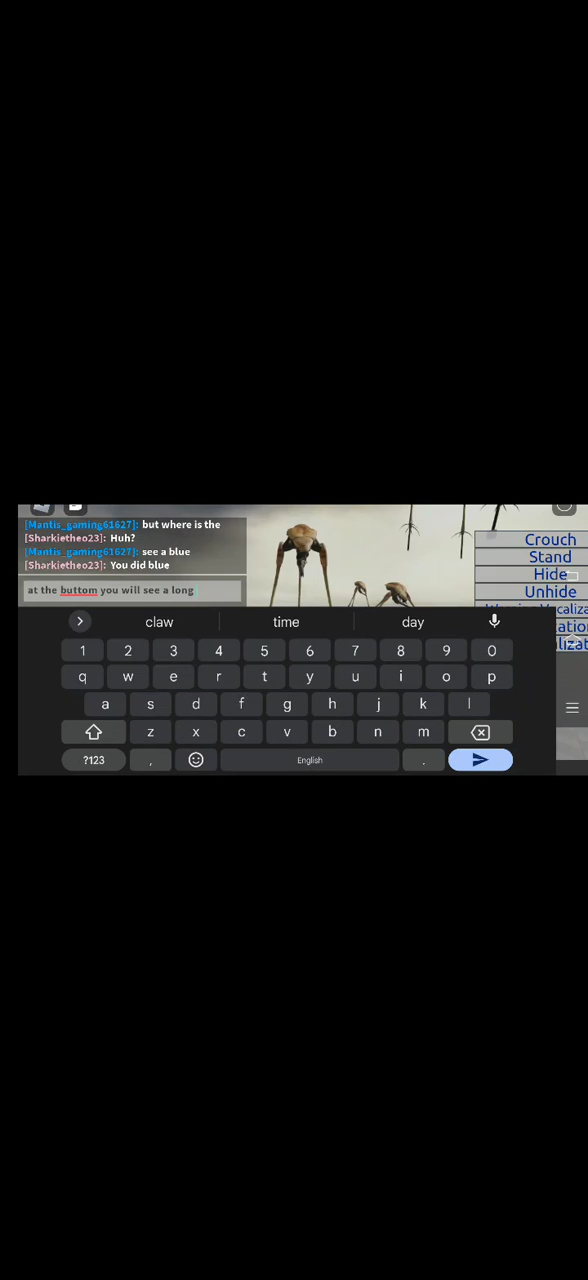 [Mantis_gaming61627]: but where is the
[Sharkietheo23]: Huh?
[Mantis_gaming61627]: see a blue
[Sharkietheo23]: You did blue
at the buttom you will see a long
Crouch
Stand
Hide
Unhide
claw time day
1 2 3 4 5 6 7 8 9 0
q w e r t y u i o p
a s d f g h j k l
z x c v b n m
?123 , English .